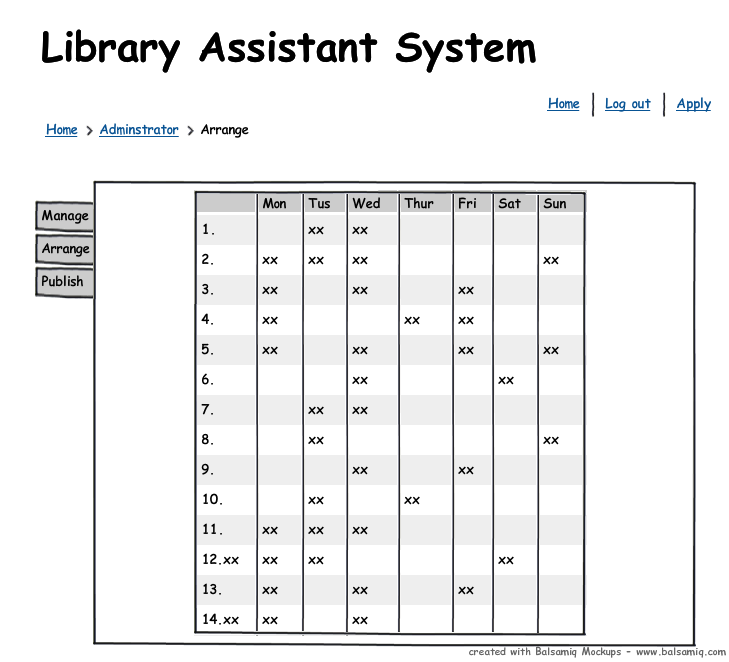 Library Assistant System
Home | Log out | Apply
Home > Adminstrator > Arrange
Manage
Arrange
Publish
Mon Tus Wed Thur Fri Sat Sun
1. xx xx
2. xx xx xx xx
3. xx xx xx
4. xx xx xx
5. xx xx xx xx
6. xx xx
7. xx xx
8. xx xx
9. xx xx
10. xx xx
11. xx xx xx
12.xx xx xx xx
13. xx xx xx
14.xx xx xx
created with Balsamiq Mockups - www.balsamiq.com